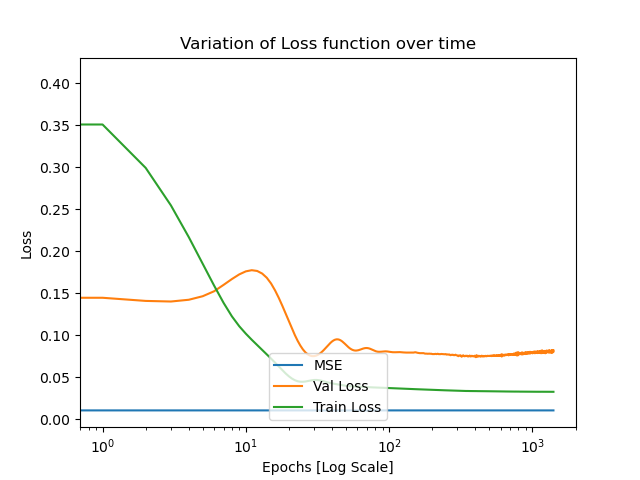 Variation of Loss function over time
Loss
0.40
0.35
0.30
0.25
0.20
0.15
0.10
0.05
0.00
MSE
Val Loss
Train Loss
10⁰
10¹
10²
10³
Epochs [Log Scale]